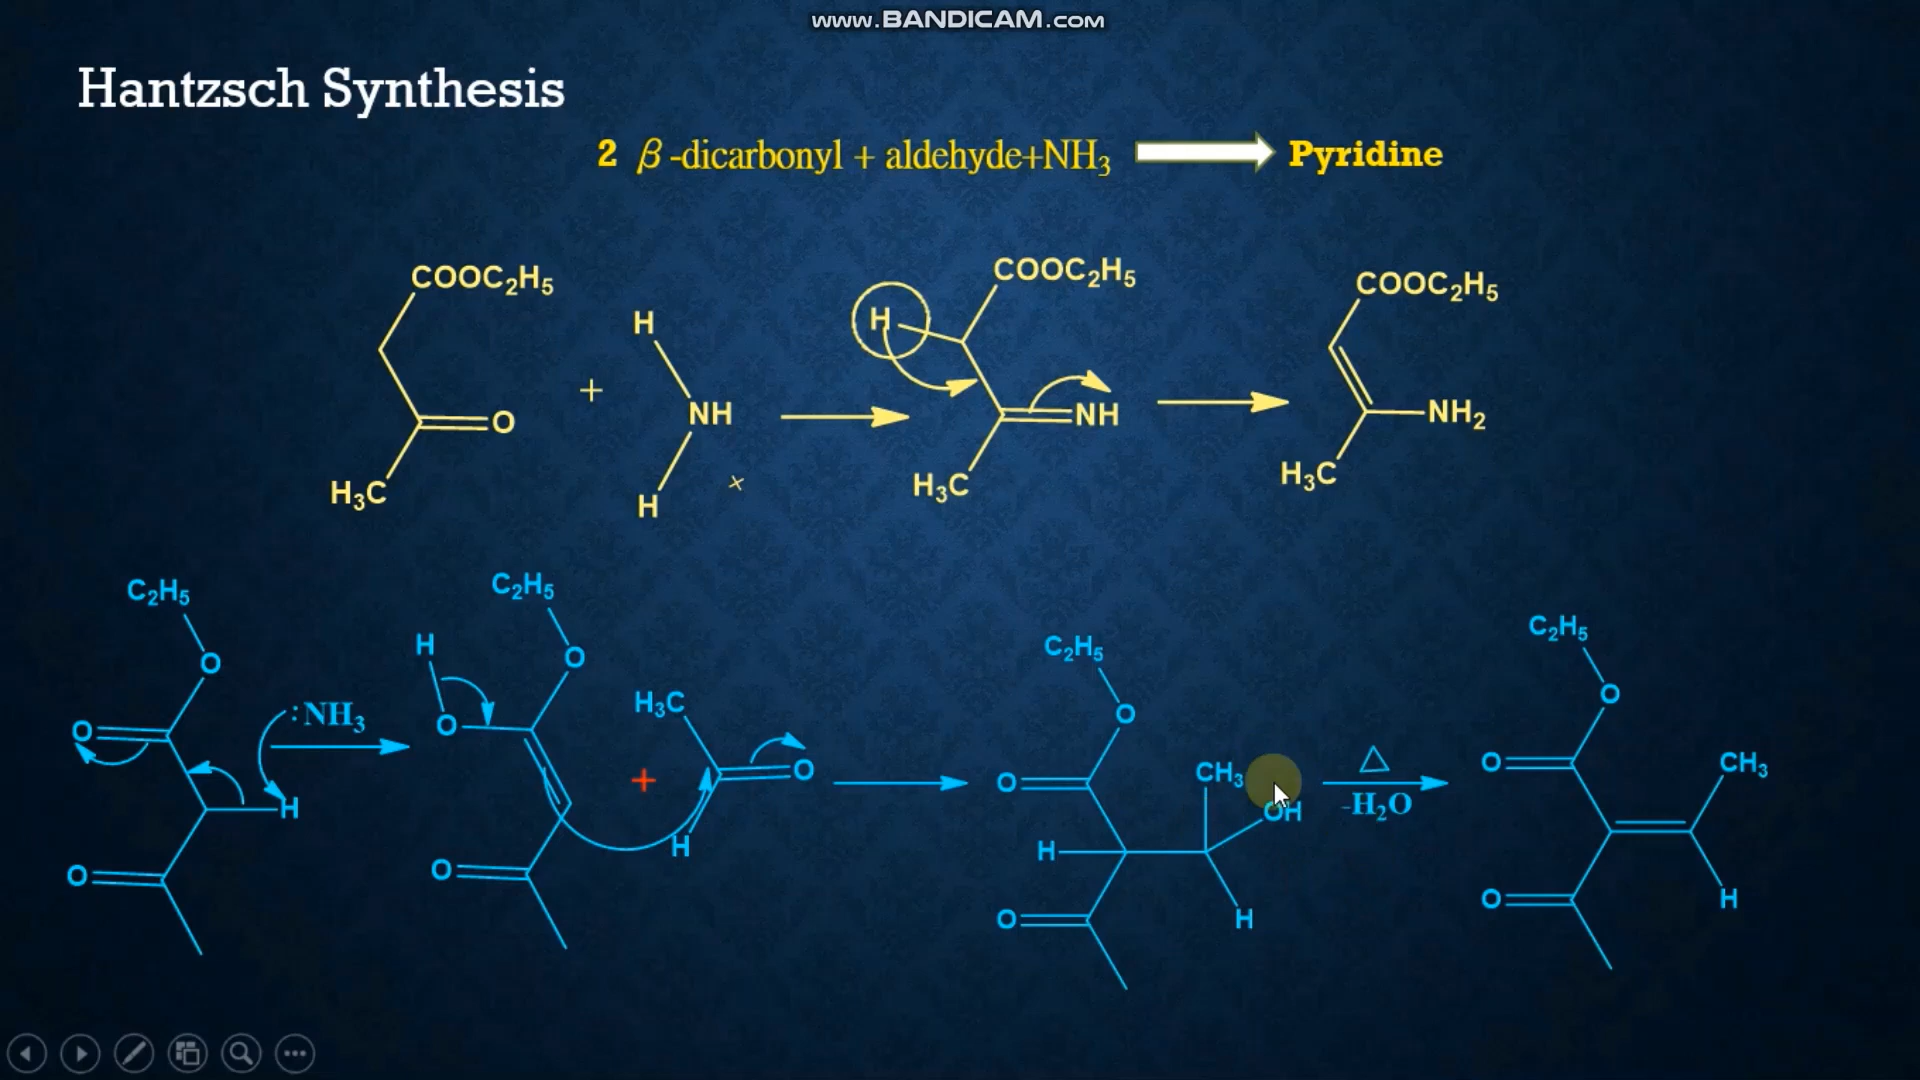 www.BANDICAM.com
Hantzsch Synthesis
2 β-dicarbonyl + aldehyde+NH₃ Pyridine
COOC₂H₅
H₃C
O
+
H
NH
H
×
H
COOC₂H₅
NH
H₃C
COOC₂H₅
NH₂
H₃C
C₂H₅
O
O
:NH₃
H
O
C₂H₅
H
O
O
O
+
H₃C
O
H
C₂H₅
O
O
CH₃
OH
H
O
H
△
-H₂O
C₂H₅
O
O
CH₃
O
H